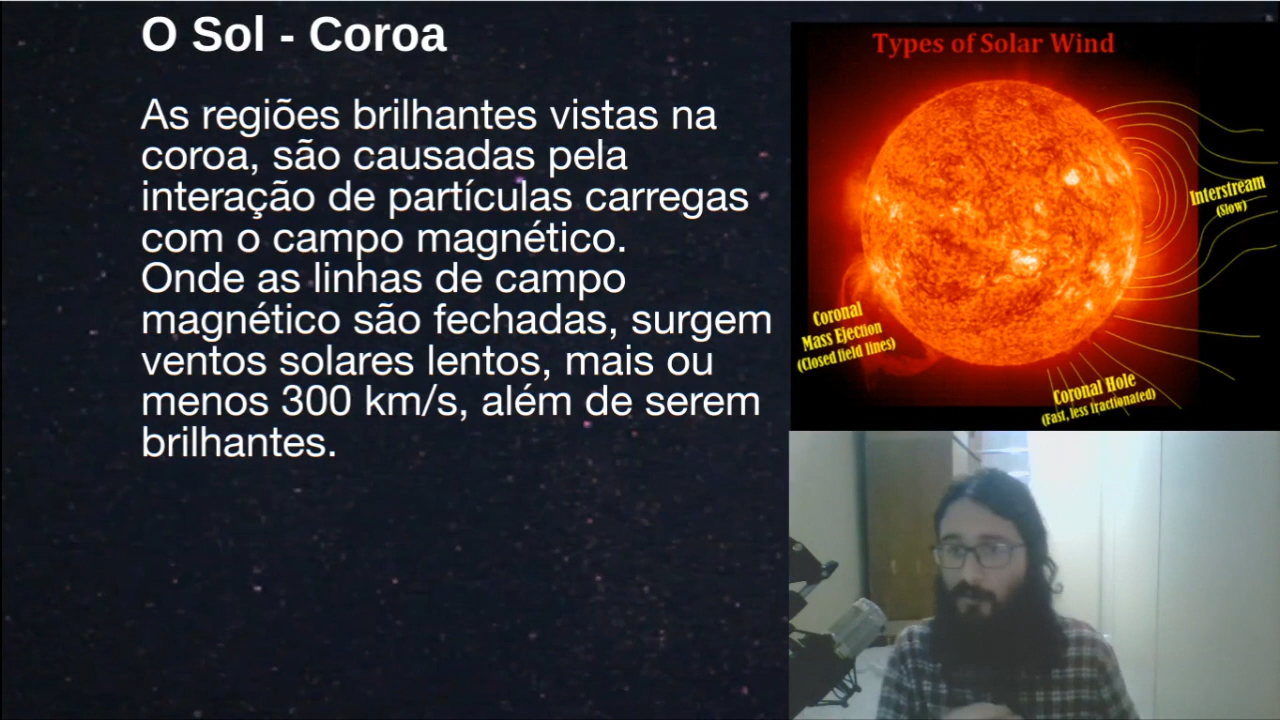 O Sol - Coroa
As regiões brilhantes vistas na
coroa, são causadas pela
interação de partículas carregas
com o campo magnético.
Onde as linhas de campo
magnético são fechadas, surgem
ventos solares lentos, mais ou
menos 300 km/s, além de serem
brilhantes.
Types of Solar Wind
Interstream
(Slow)
Coronal
Mass Ejection
(Closed field lines)
Coronal Hole
(Fast, less fractionated)